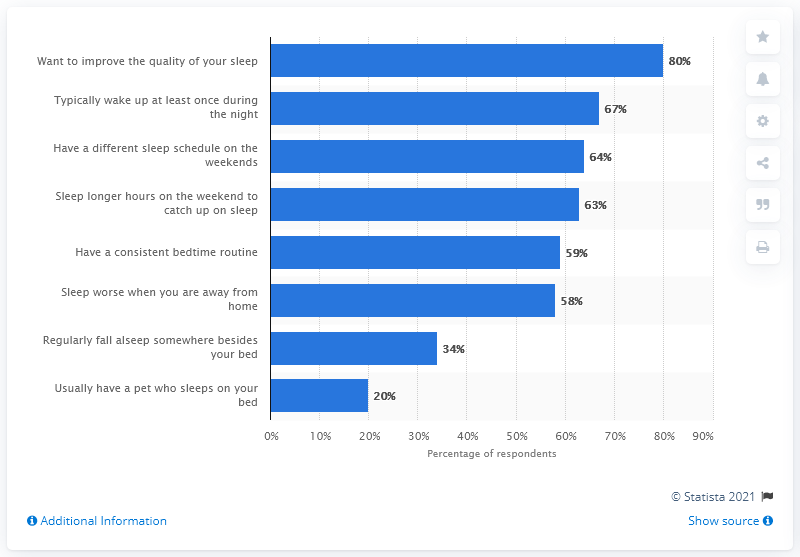 Want to improve the quality of your sleep
80%
Typically wake up at least once during
the night
67%
Have a different sleep schedule on the
weekends
64%
Sleep longer hours on the weekend to
catch up on sleep
63%
Have a consistent bedtime routine
59%
Sleep worse when you are away from
home
58%
Regularly fall alseep somewhere besides
your bed
34%
Usually have a pet who sleeps on your
bed
20%
0% 10% 20% 30% 40% 50% 60% 70% 80% 90%
Percentage of respondents
© Statista 2021
Additional Information
Show source